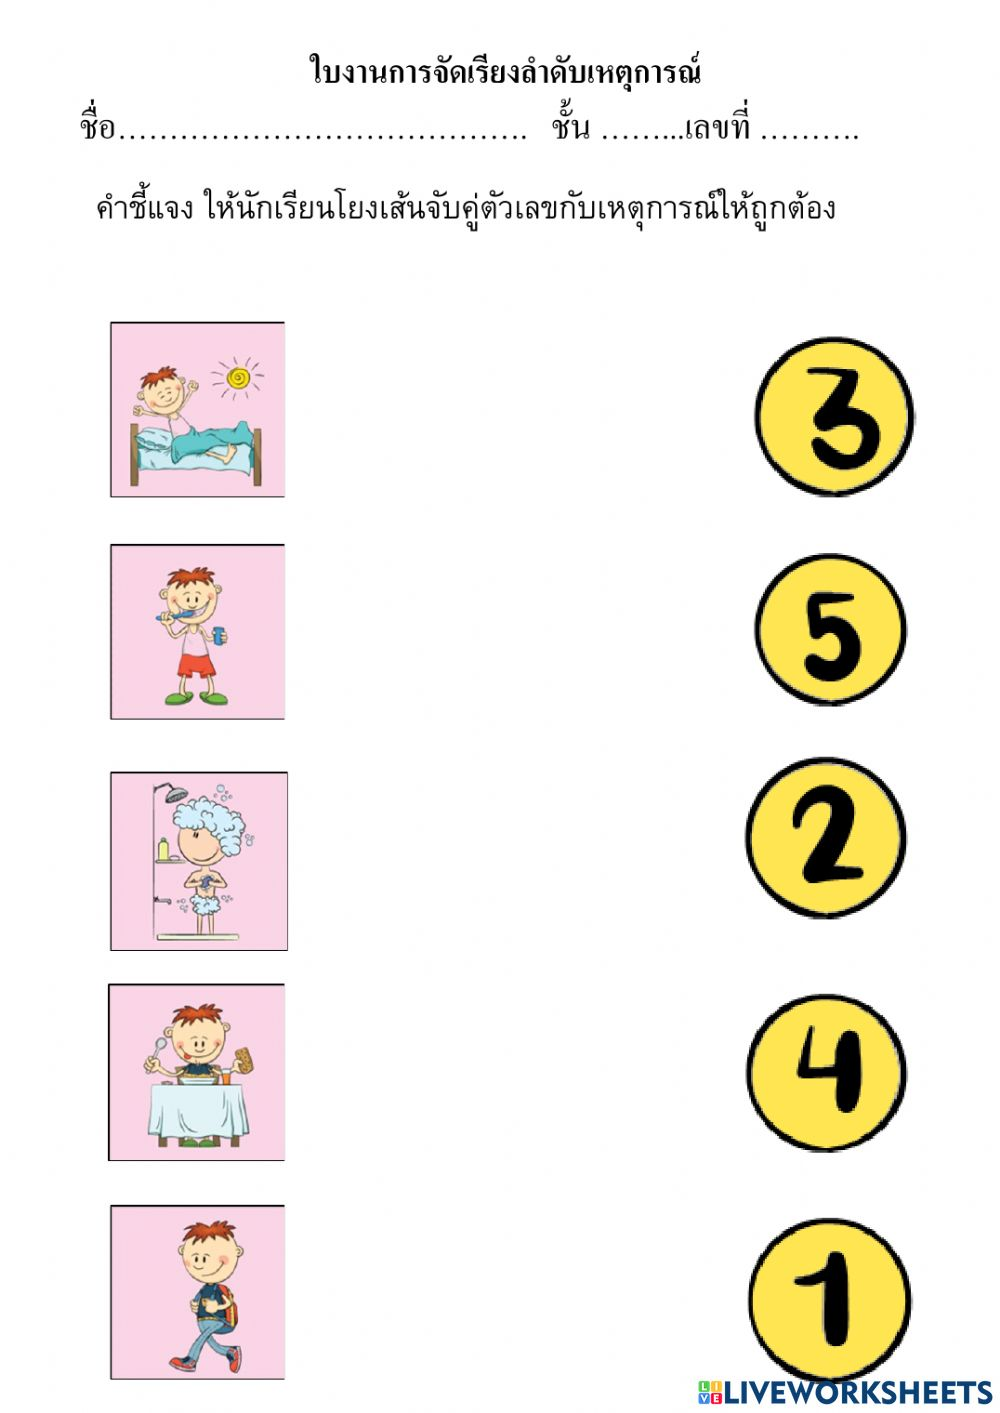 ใบงานการจัดเรียงลำดับเหตุการณ์
ชื่อ…………………………………. ชั้น ……...เลขที่ ……….
คำชี้แจง ให้นักเรียนโยงเส้นจับคู่ตัวเลขกับเหตุการณ์ให้ถูกต้อง
3
5
2
4
1
LIVEWORKSHEETS